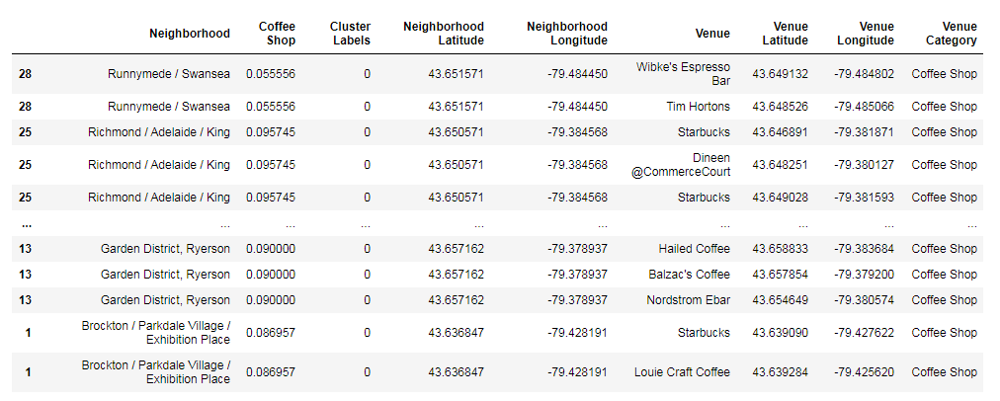 Neighborhood Coffee Shop Cluster Labels Neighborhood Latitude Neighborhood Longitude Venue Venue Latitude Venue Longitude Venue Category
28 Runnymede / Swansea 0.055556 0 43.651571 -79.484450 Wibke's Espresso Bar 43.649132 -79.484802 Coffee Shop
28 Runnymede / Swansea 0.055556 0 43.651571 -79.484450 Tim Hortons 43.648526 -79.485066 Coffee Shop
25 Richmond / Adelaide / King 0.095745 0 43.650571 -79.384568 Starbucks 43.646891 -79.381871 Coffee Shop
25 Richmond / Adelaide / King 0.095745 0 43.650571 -79.384568 Dineen @CommerceCourt 43.648251 -79.380127 Coffee Shop
25 Richmond / Adelaide / King 0.095745 0 43.650571 -79.384568 Starbucks 43.649028 -79.381593 Coffee Shop
... ... ... ... ... ... ... ... ... ...
13 Garden District, Ryerson 0.090000 0 43.657162 -79.378937 Hailed Coffee 43.658833 -79.383684 Coffee Shop
13 Garden District, Ryerson 0.090000 0 43.657162 -79.378937 Balzac's Coffee 43.657854 -79.379200 Coffee Shop
13 Garden District, Ryerson 0.090000 0 43.657162 -79.378937 Nordstrom Ebar 43.654649 -79.380574 Coffee Shop
1 Brockton / Parkdale Village / Exhibition Place 0.086957 0 43.636847 -79.428191 Starbucks 43.639090 -79.427622 Coffee Shop
1 Brockton / Parkdale Village / Exhibition Place 0.086957 0 43.636847 -79.428191 Louie Craft Coffee 43.639284 -79.425620 Coffee Shop